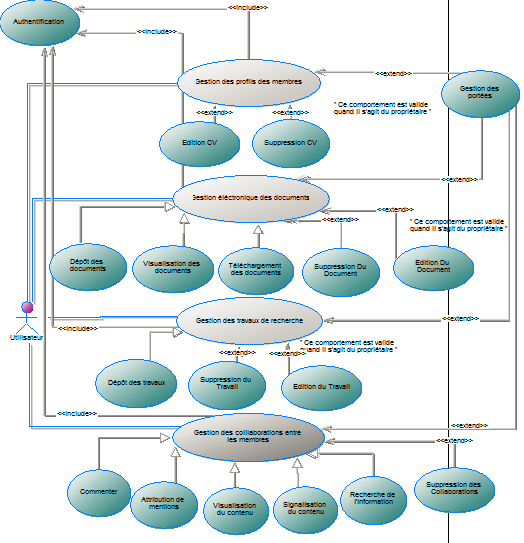 <<include>>
Authentification
<<include>>
Gestion des profils des membres
<<extend>>
Gestion des
portées
" Ce comportement est valide
quand il s'agit du propriétaire "
<<extend>>
<<extend>>
Edition CV
Suppression CV
<<extend>>
Gestion éléctronique des documents
<<extend>>
<<extend>>
" Ce comportement est valide
quand il s'agit du propriétaire "
Dépôt des
documents
Visualisation des
documents
Téléchargement
des documents
Suppression Du
Document
Edition Du
Document
Utilisateur
<<include>>
Gestion des travaux de recherche
<<extend>>
" Ce comportement est valide
quand il s'agit du propriétaire "
<<extend>>
<<extend>>
Dépôt des travaux
Suppression du
Travail
Edition du Travail
<<include>>
Gestion des colllaborations entre
les membres
<<extend>>
<<extend>>
Commenter
Attribution de
mentions
Visualisation
du contenu
Signalisation
du contenu
Recherche de
l'information
Suppression des
Collaborations